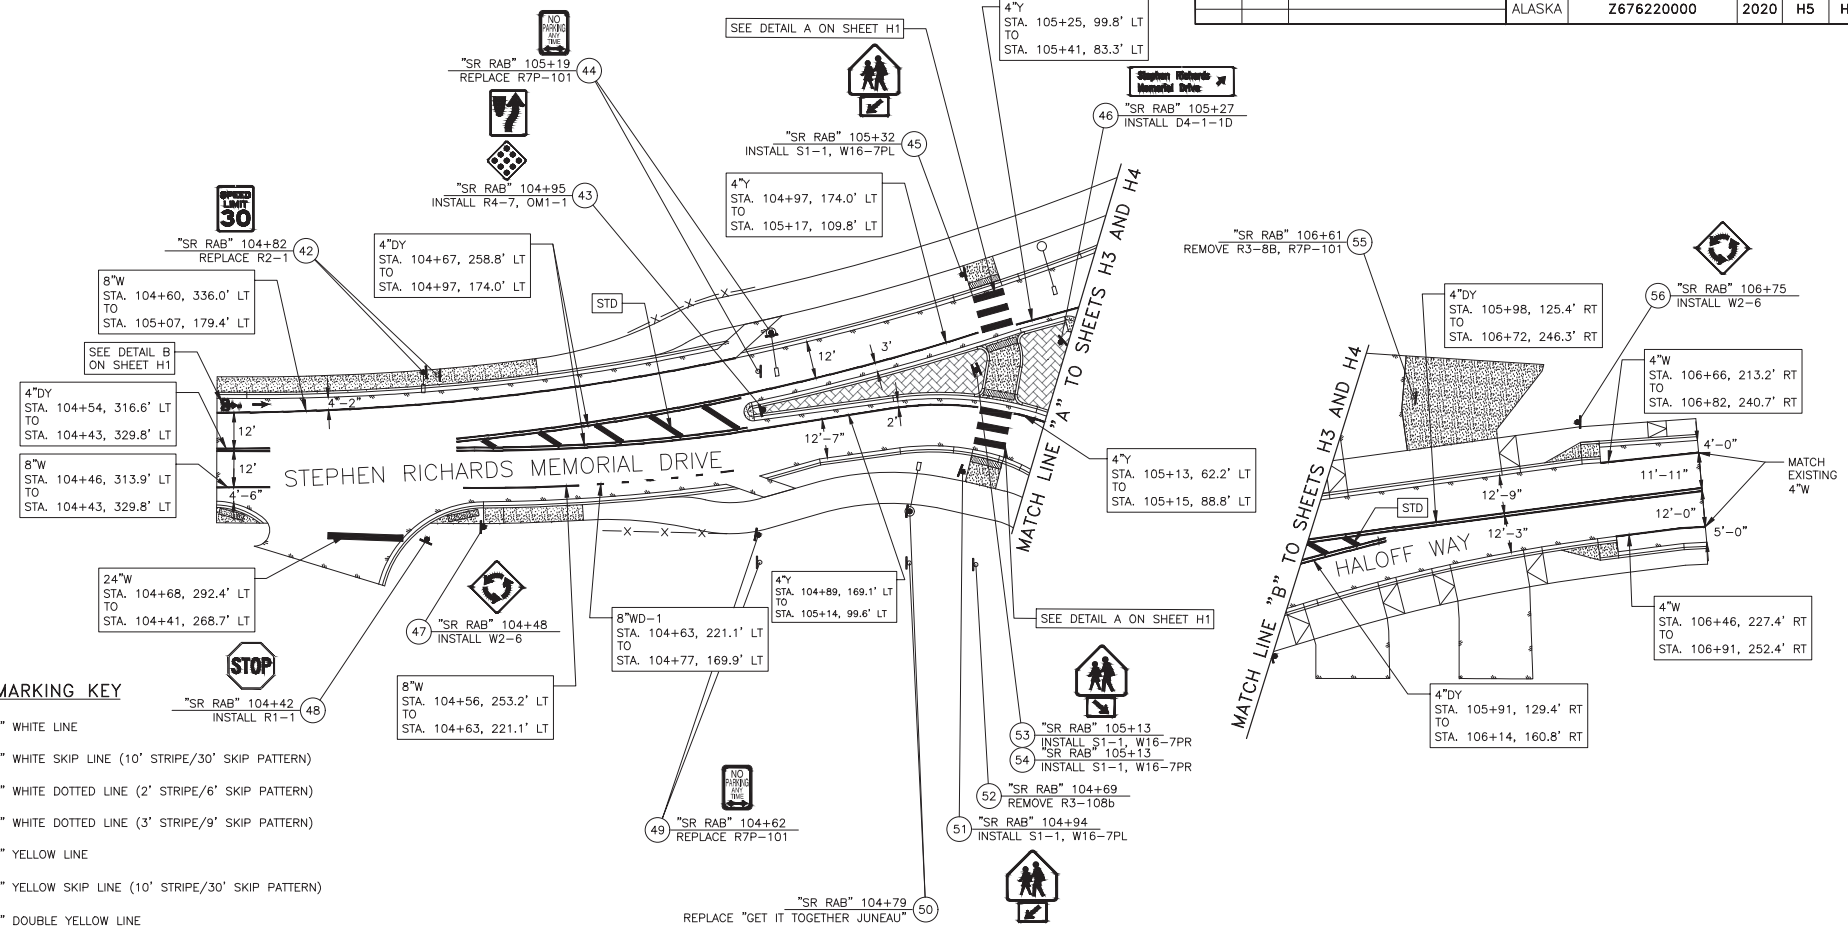 ALASKA
Z676220000
2020
H5
H
NO
PARKING
ANY
TIME
"SR RAB" 105+19
REPLACE R7P-101
44
SEE DETAIL A ON SHEET H1
4"Y
STA. 105+25, 99.8' LT
TO
STA. 105+41, 83.3' LT
Stephen Richards
Memorial Drive
46
"SR RAB" 105+27
INSTALL D4-1-1D
"SR RAB" 105+32
INSTALL S1-1, W16-7PL
45
"SR RAB" 104+95
INSTALL R4-7, OM1-1
43
4"Y
STA. 104+97, 174.0' LT
TO
STA. 105+17, 109.8' LT
SPEED
LIMIT
30
"SR RAB" 104+82
REPLACE R2-1
42
4"DY
STA. 104+67, 258.8' LT
TO
STA. 104+97, 174.0' LT
8"W
STA. 104+60, 336.0' LT
TO
STA. 105+07, 179.4' LT
STD
SEE DETAIL B
ON SHEET H1
4"DY
STA. 104+54, 316.6' LT
TO
STA. 104+43, 329.8' LT
8"W
STA. 104+46, 313.9' LT
TO
STA. 104+43, 329.8' LT
4'-2"
12'
12'
4'-6"
12'
3'
2'
12'-7"
STEPHEN RICHARDS MEMORIAL DRIVE
MATCH LINE "A" TO SHEETS H3 AND H4
4"Y
STA. 105+13, 62.2' LT
TO
STA. 105+15, 88.8' LT
24"W
STA. 104+68, 292.4' LT
TO
STA. 104+41, 268.7' LT
STOP
"SR RAB" 104+42
INSTALL R1-1
48
47
"SR RAB" 104+48
INSTALL W2-6
8"W
STA. 104+56, 253.2' LT
TO
STA. 104+63, 221.1' LT
8"WD-1
STA. 104+63, 221.1' LT
TO
STA. 104+77, 169.9' LT
4"Y
STA. 104+89, 169.1' LT
TO
STA. 105+14, 99.6' LT
SEE DETAIL A ON SHEET H1
NO
PARKING
ANY
TIME
49
"SR RAB" 104+62
REPLACE R7P-101
53
"SR RAB" 105+13
INSTALL S1-1, W16-7PR
54
"SR RAB" 105+13
INSTALL S1-1, W16-7PR
52
"SR RAB" 104+69
REMOVE R3-108b
51
"SR RAB" 104+94
INSTALL S1-1, W16-7PL
"SR RAB" 104+79
REPLACE "GET IT TOGETHER JUNEAU"
50
"SR RAB" 106+61
REMOVE R3-8B, R7P-101
55
56
"SR RAB" 106+75
INSTALL W2-6
4"DY
STA. 105+98, 125.4' RT
TO
STA. 106+72, 246.3' RT
4"W
STA. 106+66, 213.2' RT
TO
STA. 106+82, 240.7' RT
STD
4'-0"
11'-11"
12'-0"
5'-0"
12'-9"
12'-3"
MATCH
EXISTING
4"W
HALOFF WAY
MATCH LINE "B" TO SHEETS H3 AND H4
4"W
STA. 106+46, 227.4' RT
TO
STA. 106+91, 252.4' RT
4"DY
STA. 105+91, 129.4' RT
TO
STA. 106+14, 160.8' RT
MARKING KEY
" WHITE LINE
" WHITE SKIP LINE (10' STRIPE/30' SKIP PATTERN)
" WHITE DOTTED LINE (2' STRIPE/6' SKIP PATTERN)
" WHITE DOTTED LINE (3' STRIPE/9' SKIP PATTERN)
" YELLOW LINE
" YELLOW SKIP LINE (10' STRIPE/30' SKIP PATTERN)
" DOUBLE YELLOW LINE